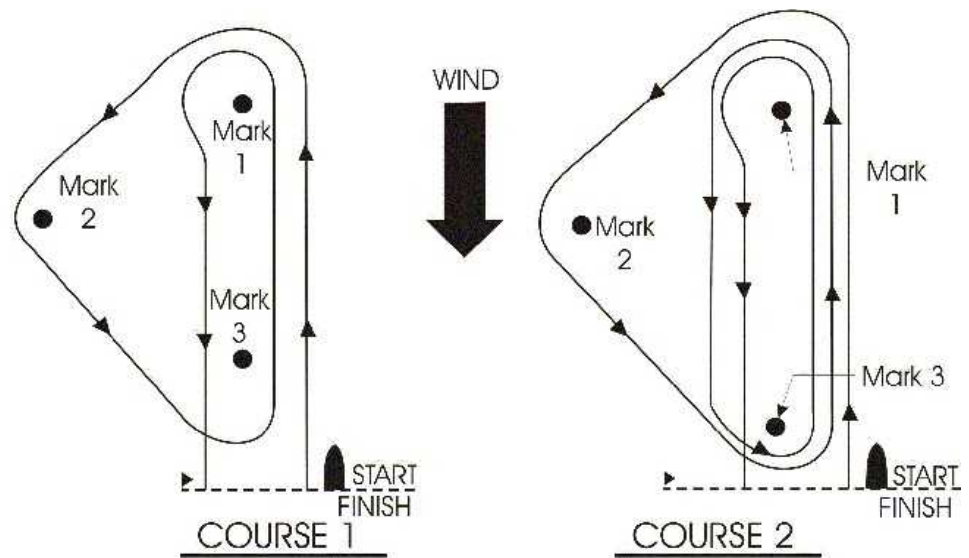 WIND
Mark
1
Mark
2
Mark
3
START
FINISH
COURSE 1
Mark
1
Mark
2
Mark 3
START
FINISH
COURSE 2